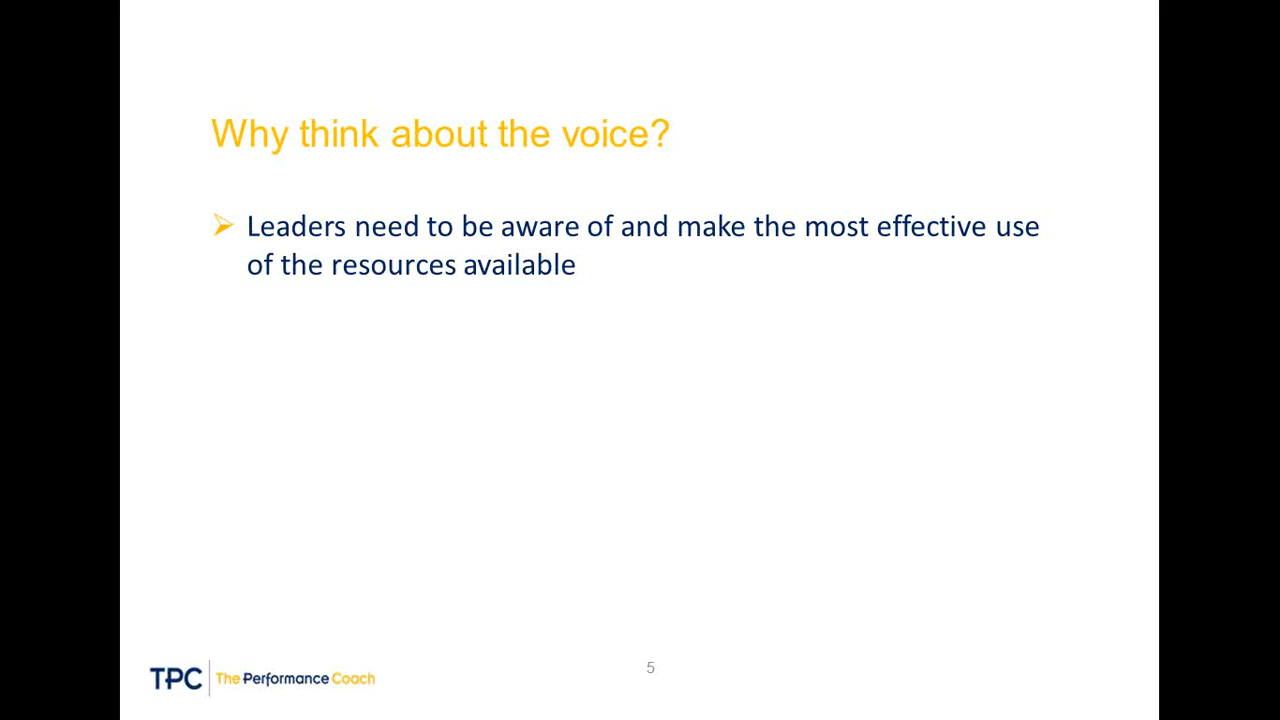 Why think about the voice?
Leaders need to be aware of and make the most effective use
of the resources available
TPC The Performance Coach
5